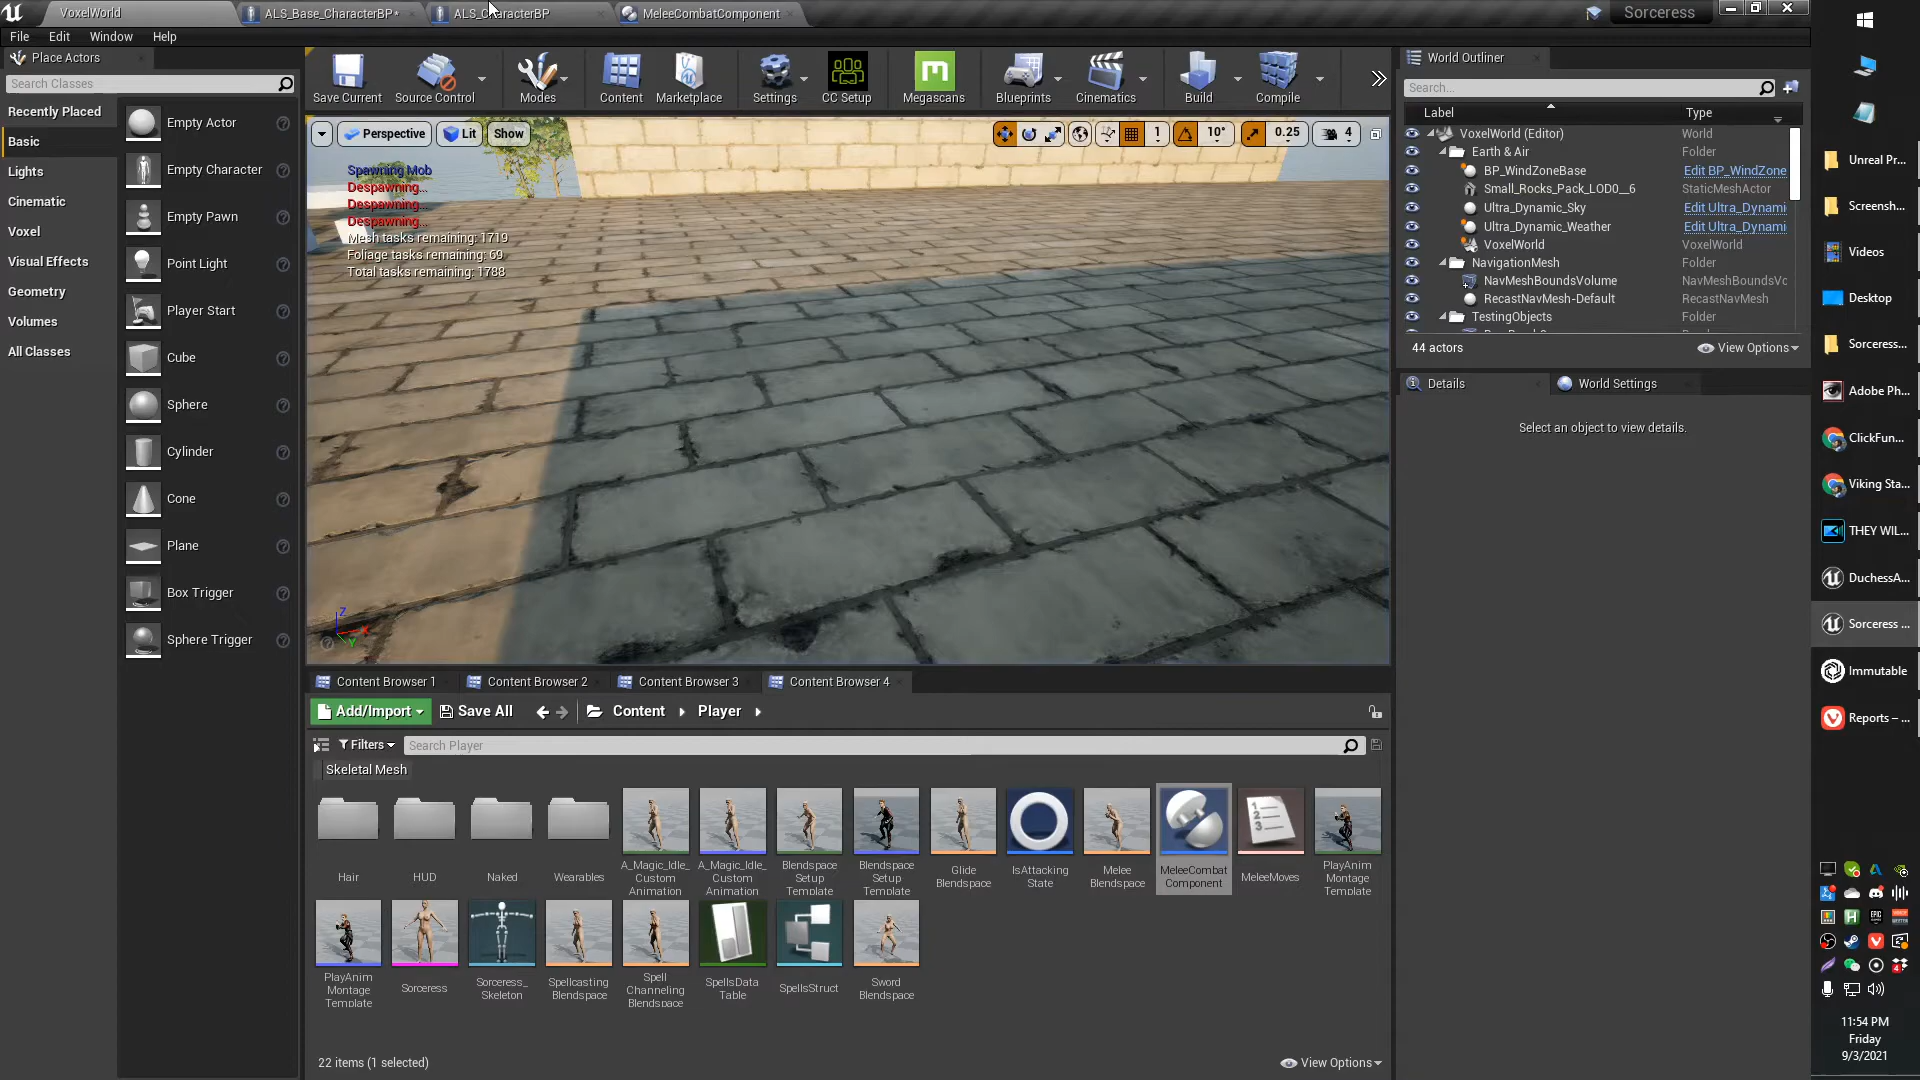 VoxelWorld
ALS_Base_CharacterBP*
ALS_CharacterBP
MeleeCombatComponent
Sorceress
File Edit Window Help
Place Actors
Search Classes
Recently Placed
Basic
Lights
Cinematic
Voxel
Visual Effects
Geometry
Volumes
All Classes
Empty Actor
Empty Character
Empty Pawn
Point Light
Player Start
Cube
Sphere
Cylinder
Cone
Plane
Box Trigger
Sphere Trigger
Save Current
Source Control
Modes
Content
Marketplace
Settings
CC Setup
Megascans
Blueprints
Cinematics
Build
Compile
Perspective
Lit
Show
1
10°
0.25
4
Spawning Mob
Despawning...
Despawning...
Despawning...
Mesh tasks remaining: 1719
Foliage tasks remaining: 69
Total tasks remaining: 1788
Z
X
Y
Content Browser 1
Content Browser 2
Content Browser 3
Content Browser 4
Add/Import
Save All
Content
Player
Filters
Search Player
Skeletal Mesh
Hair
HUD
Naked
Wearables
A_Magic_Idle_
Custom
Animation
A_Magic_Idle_
Custom
Animation
Blendspace
Setup
Template
Blendspace
Setup
Template
Glide
Blendspace
IsAttacking
State
Melee
Blendspace
MeleeCombat
Component
MeleeMoves
PlayAnim
Montage
Template
PlayAnim
Montage
Template
Sorceress
Sorceress_
Skeleton
Spellcasting
Blendspace
Spell
Channeling
Blendspace
SpellsData
Table
SpellsStruct
Sword
Blendspace
22 items (1 selected)
View Options
World Outliner
Search...
Label
Type
VoxelWorld (Editor) World
Earth & Air Folder
BP_WindZoneBase Edit BP_WindZone
Small_Rocks_Pack_LOD0__6 StaticMeshActor
Ultra_Dynamic_Sky Edit Ultra_Dynami
Ultra_Dynamic_Weather Edit Ultra_Dynami
VoxelWorld VoxelWorld
NavigationMesh Folder
NavMeshBoundsVolume NavMeshBoundsVo
RecastNavMesh-Default RecastNavMesh
TestingObjects Folder
44 actors
View Options
Details
World Settings
Select an object to view details.
Unreal Pr...
Screensh...
Videos
Desktop
Sorceress...
Adobe Ph...
ClickFun...
Viking Sta...
THEY WIL...
DuchessA...
Sorceress ...
Immutable
Reports – ...
11:54 PM
Friday
9/3/2021